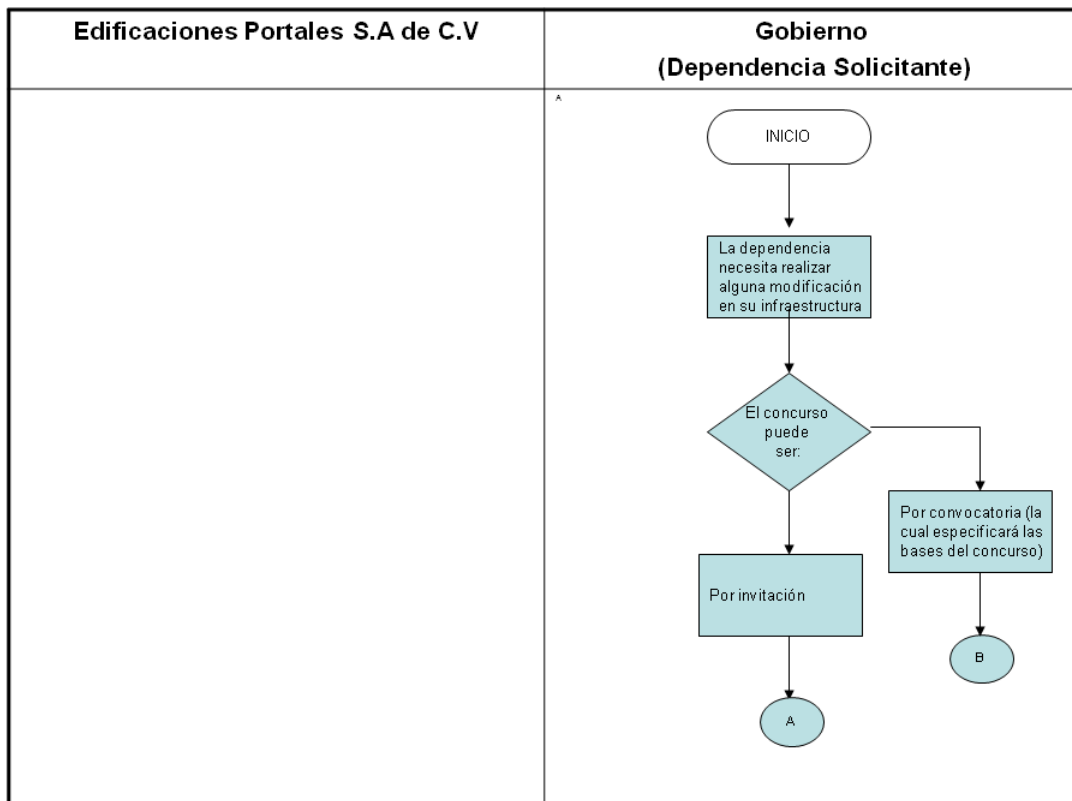 Edificaciones Portales S.A de C.V
Gobierno
(Dependencia Solicitante)
A
INICIO
La dependencia
necesita realizar
alguna modificación
en su infraestructura
El concurso
puede
ser:
Por convocatoria (la
cual especificará las
bases del concurso)
Por invitación
B
A